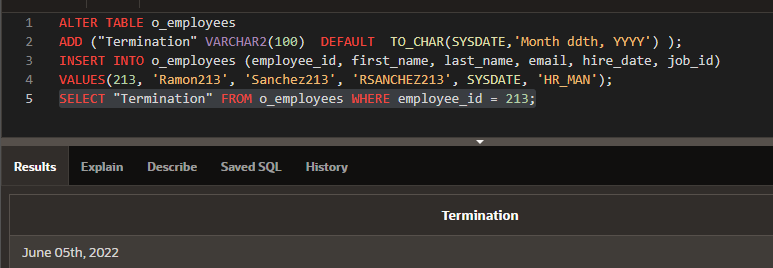 1 ALTER TABLE o_employees
2 ADD ("Termination" VARCHAR2(100)  DEFAULT  TO_CHAR(SYSDATE,'Month ddth, YYYY') );
3 INSERT INTO o_employees (employee_id, first_name, last_name, email, hire_date, job_id)
4 VALUES(213, 'Ramon213', 'Sanchez213', 'RSANCHEZ213', SYSDATE, 'HR_MAN');
5 SELECT "Termination" FROM o_employees WHERE employee_id = 213;
Results Explain Describe Saved SQL History
Termination
June 05th, 2022